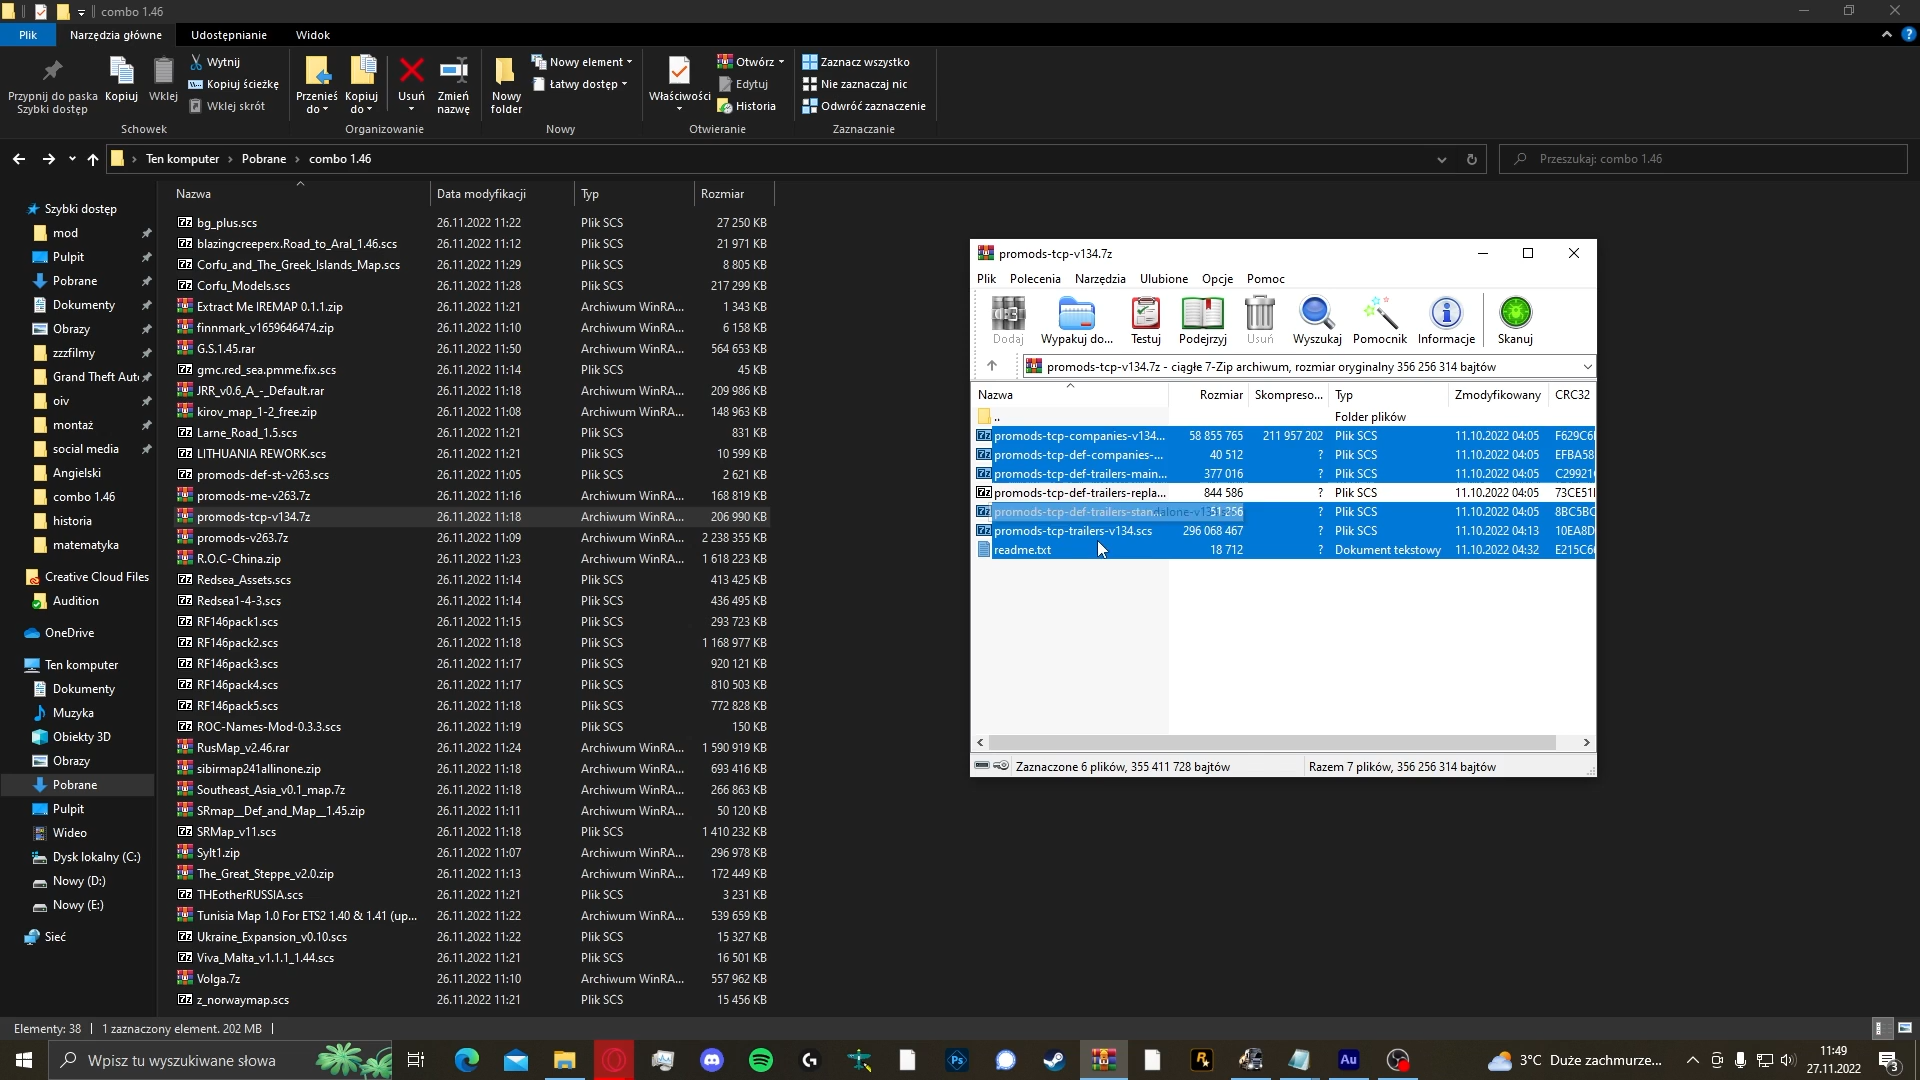 combo 1.46
Plik
Narzędzia główne
Udostępnianie
Widok
Przypnij do paska Szybki dostęp
Kopiuj
Wklej
Wytnij
Kopiuj ścieżkę
Wklej skrót
Przenieś do
Kopiuj do
Usuń
Zmień nazwę
Nowy folder
Nowy element
Łatwy dostęp
Właściwości
Otwórz
Edytuj
Historia
Zaznacz wszystko
Nie zaznaczaj nic
Odwróć zaznaczenie
Schowek
Organizowanie
Nowy
Otwieranie
Zaznaczanie
Ten komputer › Pobrane › combo 1.46
Przeszukaj: combo 1.46
Nazwa Data modyfikacji Typ Rozmiar
Szybki dostęp
mod
Pulpit
Pobrane
Dokumenty
Obrazy
zzzfilmy
Grand Theft Aut
oiv
montaż
social media
Angielski
combo 1.46
historia
matematyka
Creative Cloud Files
Audition
OneDrive
Ten komputer
Dokumenty
Muzyka
Obiekty 3D
Obrazy
Pobrane
Pulpit
Wideo
Dysk lokalny (C:)
Nowy (D:)
Nowy (E:)
Sieć
bg_plus.scs 26.11.2022 11:22 Plik SCS 27 250 KB
blazingcreeperx.Road_to_Aral_1.46.scs 26.11.2022 11:12 Plik SCS 21 971 KB
Corfu_and_The_Greek_Islands_Map.scs 26.11.2022 11:29 Plik SCS 8 805 KB
Corfu_Models.scs 26.11.2022 11:28 Plik SCS 217 299 KB
Extract Me IREMAP 0.1.1.zip 26.11.2022 11:21 Archiwum WinRA... 1 343 KB
finnmark_v1659646474.zip 26.11.2022 11:10 Archiwum WinRA... 6 158 KB
G.S.1.45.rar 26.11.2022 11:50 Archiwum WinRA... 564 653 KB
gmc.red_sea.pmme.fix.scs 26.11.2022 11:14 Plik SCS 45 KB
JRR_v0.6_A_-_Default.rar 26.11.2022 11:18 Archiwum WinRA... 209 986 KB
kirov_map_1-2_free.zip 26.11.2022 11:08 Archiwum WinRA... 148 963 KB
Larne_Road_1.5.scs 26.11.2022 11:21 Plik SCS 831 KB
LITHUANIA REWORK.scs 26.11.2022 11:21 Plik SCS 10 599 KB
promods-def-st-v263.scs 26.11.2022 11:05 Plik SCS 2 621 KB
promods-me-v263.7z 26.11.2022 11:16 Archiwum WinRA... 168 819 KB
promods-tcp-v134.7z 26.11.2022 11:18 Archiwum WinRA... 206 990 KB
promods-v263.7z 26.11.2022 11:09 Archiwum WinRA... 2 238 355 KB
R.O.C-China.zip 26.11.2022 11:23 Archiwum WinRA... 1 618 223 KB
Redsea_Assets.scs 26.11.2022 11:14 Plik SCS 413 425 KB
Redsea1-4-3.scs 26.11.2022 11:14 Plik SCS 436 495 KB
RF146pack1.scs 26.11.2022 11:15 Plik SCS 293 723 KB
RF146pack2.scs 26.11.2022 11:18 Plik SCS 1 168 977 KB
RF146pack3.scs 26.11.2022 11:17 Plik SCS 920 121 KB
RF146pack4.scs 26.11.2022 11:17 Plik SCS 810 503 KB
RF146pack5.scs 26.11.2022 11:18 Plik SCS 772 828 KB
ROC-Names-Mod-0.3.3.scs 26.11.2022 11:19 Plik SCS 150 KB
RusMap_v2.46.rar 26.11.2022 11:24 Archiwum WinRA... 1 590 919 KB
sibirmap241allinone.zip 26.11.2022 11:18 Archiwum WinRA... 693 416 KB
Southeast_Asia_v0.1_map.7z 26.11.2022 11:18 Archiwum WinRA... 266 863 KB
SRmap__Def_and_Map__1.45.zip 26.11.2022 11:11 Archiwum WinRA... 50 120 KB
SRMap_v11.scs 26.11.2022 11:18 Plik SCS 1 410 232 KB
Sylt1.zip 26.11.2022 11:07 Archiwum WinRA... 296 978 KB
The_Great_Steppe_v2.0.zip 26.11.2022 11:13 Archiwum WinRA... 172 449 KB
THEotherRUSSIA.scs 26.11.2022 11:21 Plik SCS 3 231 KB
Tunisia Map 1.0 For ETS2 1.40 & 1.41 (up... 26.11.2022 11:22 Archiwum WinRA... 539 659 KB
Ukraine_Expansion_v0.10.scs 26.11.2022 11:22 Plik SCS 15 327 KB
Viva_Malta_v1.1.1_1.44.scs 26.11.2022 11:21 Plik SCS 16 501 KB
Volga.7z 26.11.2022 11:10 Archiwum WinRA... 557 962 KB
z_norwaymap.scs 26.11.2022 11:21 Plik SCS 15 456 KB
promods-tcp-v134.7z
Plik Polecenia Narzędzia Ulubione Opcje Pomoc
Dodaj Wypakuj do... Testuj Podejrzyj Usuń Wyszukaj Pomocnik Informacje Skanuj
promods-tcp-v134.7z - ciągłe 7-Zip archiwum, rozmiar oryginalny 356 256 314 bajtów
Nazwa Rozmiar Skompreso... Typ Zmodyfikowany CRC32
.. Folder plików
promods-tcp-companies-v134... 58 855 765 211 957 202 Plik SCS 11.10.2022 04:05 F629C6
promods-tcp-def-companies-... 40 512 ? Plik SCS 11.10.2022 04:05 EFBA58
promods-tcp-def-trailers-main... 377 016 ? Plik SCS 11.10.2022 04:05 C29921
promods-tcp-def-trailers-repla... 844 586 ? Plik SCS 11.10.2022 04:05 73CE51
promods-tcp-def-trailers-stan... 51 256 ? Plik SCS 11.10.2022 04:05 8BC5BC
promods-tcp-trailers-v134.scs 296 068 467 ? Plik SCS 11.10.2022 04:13 10EA8D
readme.txt 18 712 ? Dokument tekstowy 11.10.2022 04:32 E215C6
Zaznaczone 6 plików, 355 411 728 bajtów
Razem 7 plików, 356 256 314 bajtów
Elementy: 38
1 zaznaczony element. 202 MB
Wpisz tu wyszukiwane słowa
Ps
Au
3°C Duże zachmurze...
11:49
27.11.2022
3